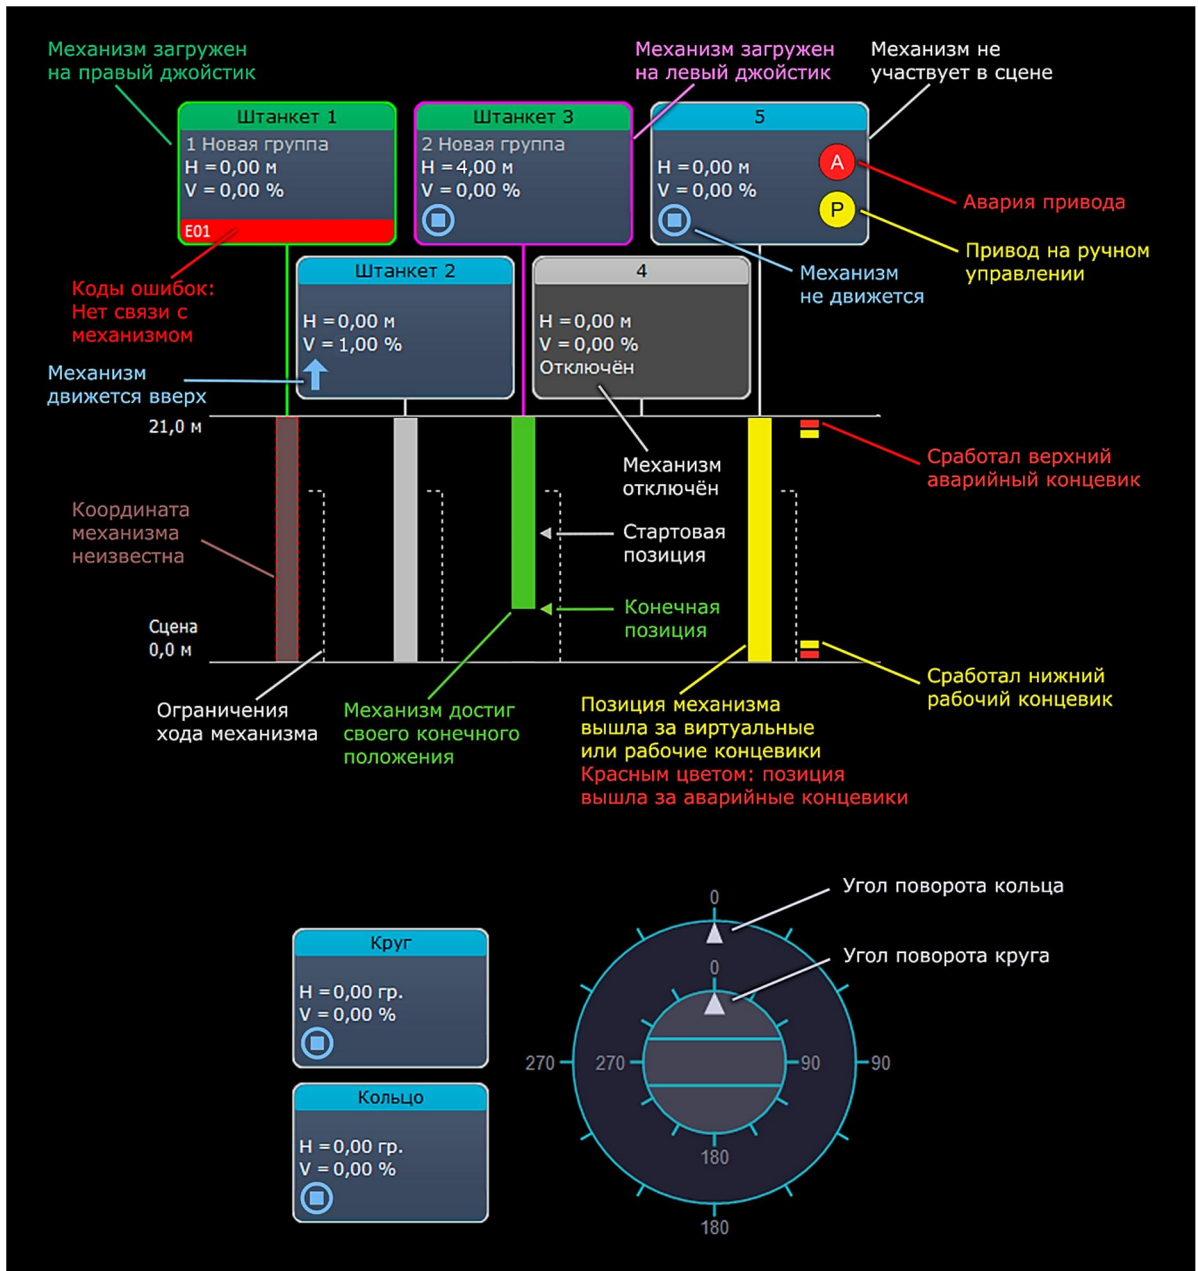 Механизм загружен
на правый джойстик
Механизм загружен
на левый джойстик
Механизм не
участвует в сцене
Штанкет 1
1 Новая группа
H =0,00 м
V =0,00 %
E01
Штанкет 3
2 Новая группа
H =4,00 м
V =0,00 %
5
H =0,00 м
V =0,00 %
A
P
Авария привода
Привод на ручном
управлении
Механизм
не движется
Коды ошибок:
Нет связи с
механизмом
Штанкет 2
H =0,00 м
V =1,00 %
4
H =0,00 м
V =0,00 %
Отключён
Механизм
движется вверх
21,0 м
Механизм
отключён
Сработал верхний
аварийный концевик
Координата
механизма
неизвестна
Стартовая
позиция
Конечная
позиция
Сцена
0,0 м
Сработал нижний
рабочий концевик
Ограничения
хода механизма
Механизм достиг
своего конечного
положения
Позиция механизма
вышла за виртуальные
или рабочие концевики
Красным цветом: позиция
вышла за аварийные концевики
Угол поворота кольца
Угол поворота круга
Круг
H =0,00 гр.
V =0,00 %
Кольцо
H =0,00 гр.
V =0,00 %
0
0
270
270
90
90
180
180